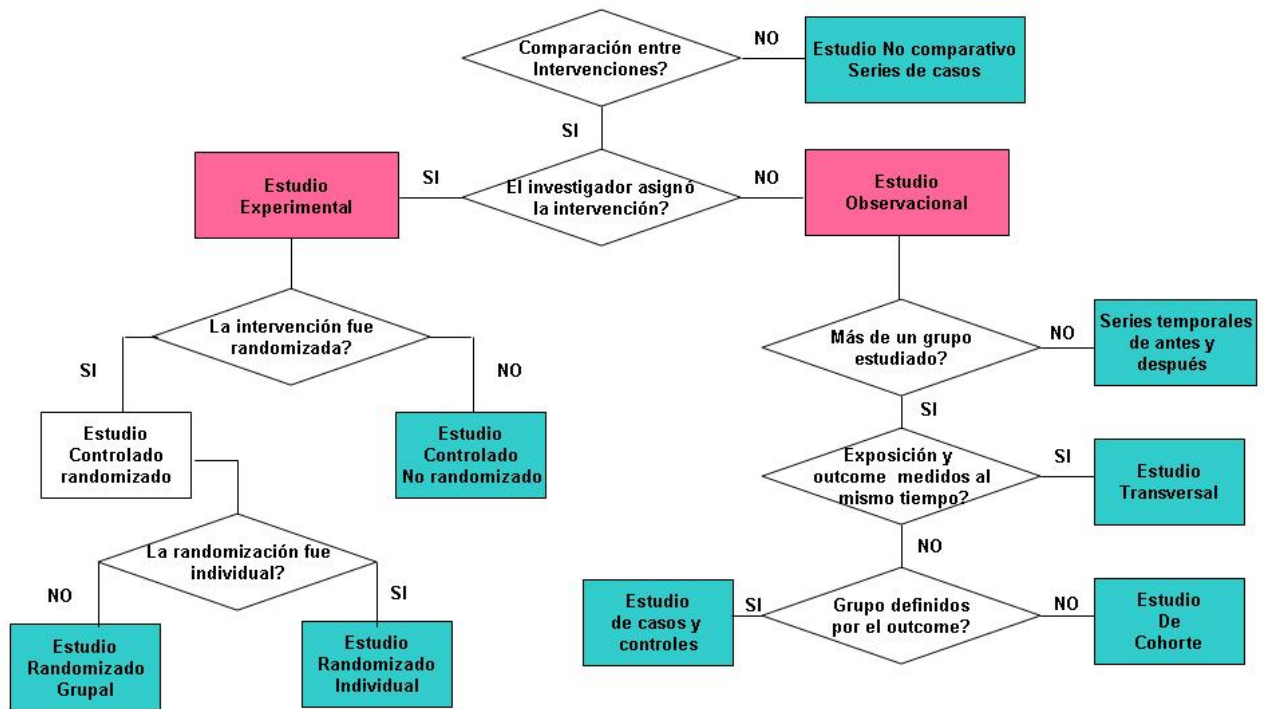 Comparación entre
Intervenciones?
NO
Estudio No comparativo
Series de casos
SI
Estudio
Experimental
SI
El investigador asignó
la intervención?
NO
Estudio
Observacional
La intervención fue
randomizada?
SI
NO
Estudio
Controlado
randomizado
Estudio
Controlado
No randomizado
La randomización fue
individual?
NO
SI
Estudio
Randomizado
Grupal
Estudio
Randomizado
Individual
Más de un grupo
estudiado?
NO
Series temporales
de antes y
después
SI
Exposición y
outcome medidos al
mismo tiempo?
SI
Estudio
Transversal
NO
Grupo definidos
por el outcome?
SI
Estudio
de casos y
controles
NO
Estudio
De
Cohorte